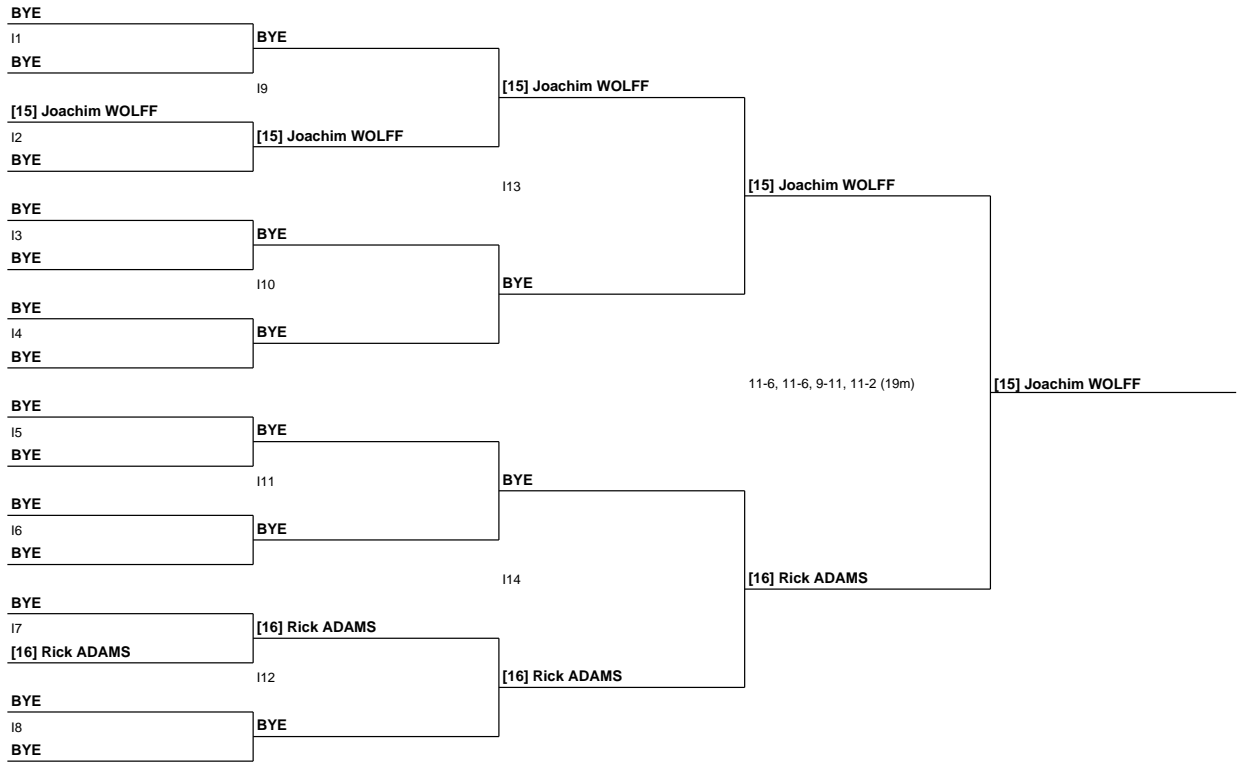 BYE
I1
BYE
BYE
I9
[15] Joachim WOLFF
[15] Joachim WOLFF
I2
[15] Joachim WOLFF
BYE
I13
[15] Joachim WOLFF
BYE
I3
BYE
BYE
I10
BYE
BYE
I4
BYE
BYE
11-6, 11-6, 9-11, 11-2 (19m)
[15] Joachim WOLFF
BYE
I5
BYE
BYE
I11
BYE
BYE
I6
BYE
BYE
I14
[16] Rick ADAMS
BYE
I7
[16] Rick ADAMS
[16] Rick ADAMS
I12
[16] Rick ADAMS
BYE
I8
BYE
BYE